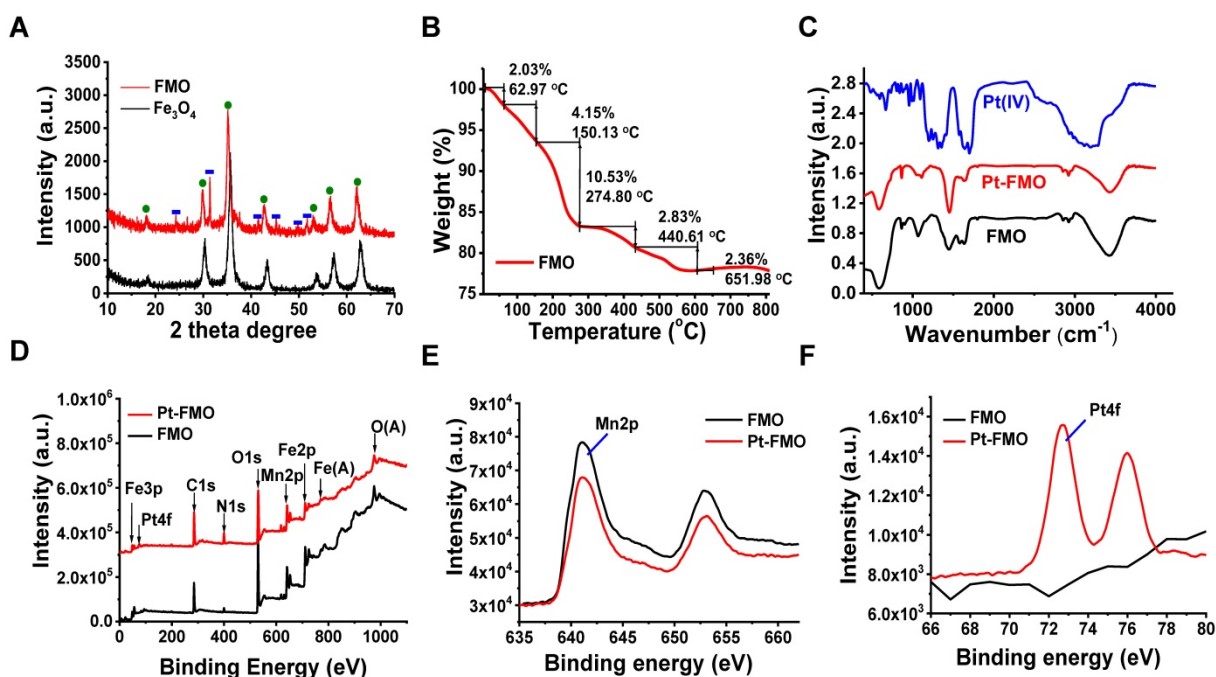 A
Intensity (a.u.)
3500
3000
2500
2000
1500
1000
500
0
FMO
Fe3O4
10 20 30 40 50 60 70
2 theta degree
B
Weight (%)
100
95
90
85
80
75
2.03%
62.97 oC
4.15%
150.13 oC
10.53%
274.80 oC
2.83%
440.61 oC
2.36%
651.98 oC
FMO
100 200 300 400 500 600 700 800
Temperature (oC)
C
Intensity (a.u.)
2.8
2.4
2.0
1.6
1.2
0.8
0.4
0.0
Pt(IV)
Pt-FMO
FMO
1000 2000 3000 4000
Wavenumber (cm-1)
D
Intensity (a.u.)
1.0x10^6
8.0x10^5
6.0x10^5
4.0x10^5
2.0x10^5
0.0
Pt-FMO
FMO
Fe3p
Pt4f
C1s
N1s
O1s
Mn2p
Fe2p
Fe(A)
O(A)
0 200 400 600 800 1000
Binding Energy (eV)
E
Intensity (a.u.)
9x10^4
8x10^4
7x10^4
6x10^4
5x10^4
4x10^4
3x10^4
Mn2p
FMO
Pt-FMO
635 640 645 650 655 660
Binding energy (eV)
F
Intensity (a.u.)
1.6x10^4
1.4x10^4
1.2x10^4
1.0x10^4
8.0x10^3
6.0x10^3
FMO
Pt-FMO
Pt4f
66 68 70 72 74 76 78 80
Binding energy (eV)